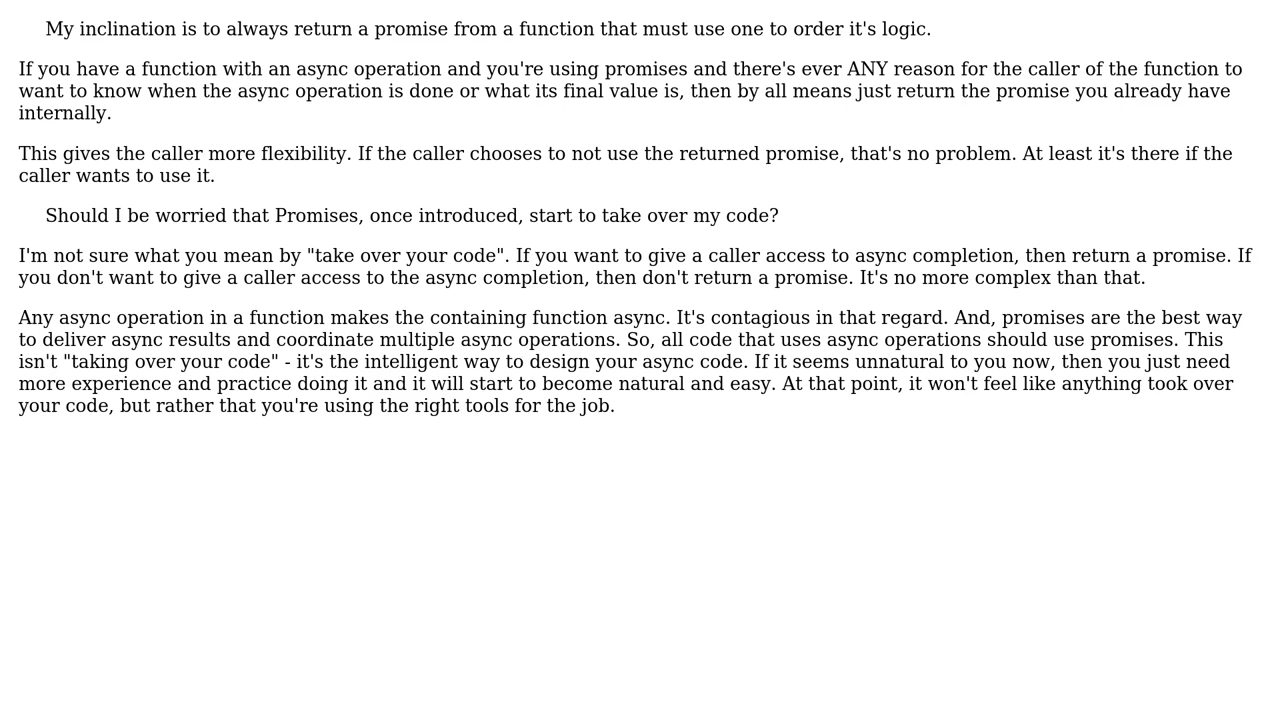 My inclination is to always return a promise from a function that must use one to order it's logic.
If you have a function with an async operation and you're using promises and there's ever ANY reason for the caller of the function to
want to know when the async operation is done or what its final value is, then by all means just return the promise you already have
internally.
This gives the caller more flexibility. If the caller chooses to not use the returned promise, that's no problem. At least it's there if the
caller wants to use it.
Should I be worried that Promises, once introduced, start to take over my code?
I'm not sure what you mean by "take over your code". If you want to give a caller access to async completion, then return a promise. If
you don't want to give a caller access to the async completion, then don't return a promise. It's no more complex than that.
Any async operation in a function makes the containing function async. It's contagious in that regard. And, promises are the best way
to deliver async results and coordinate multiple async operations. So, all code that uses async operations should use promises. This
isn't "taking over your code" - it's the intelligent way to design your async code. If it seems unnatural to you now, then you just need
more experience and practice doing it and it will start to become natural and easy. At that point, it won't feel like anything took over
your code, but rather that you're using the right tools for the job.